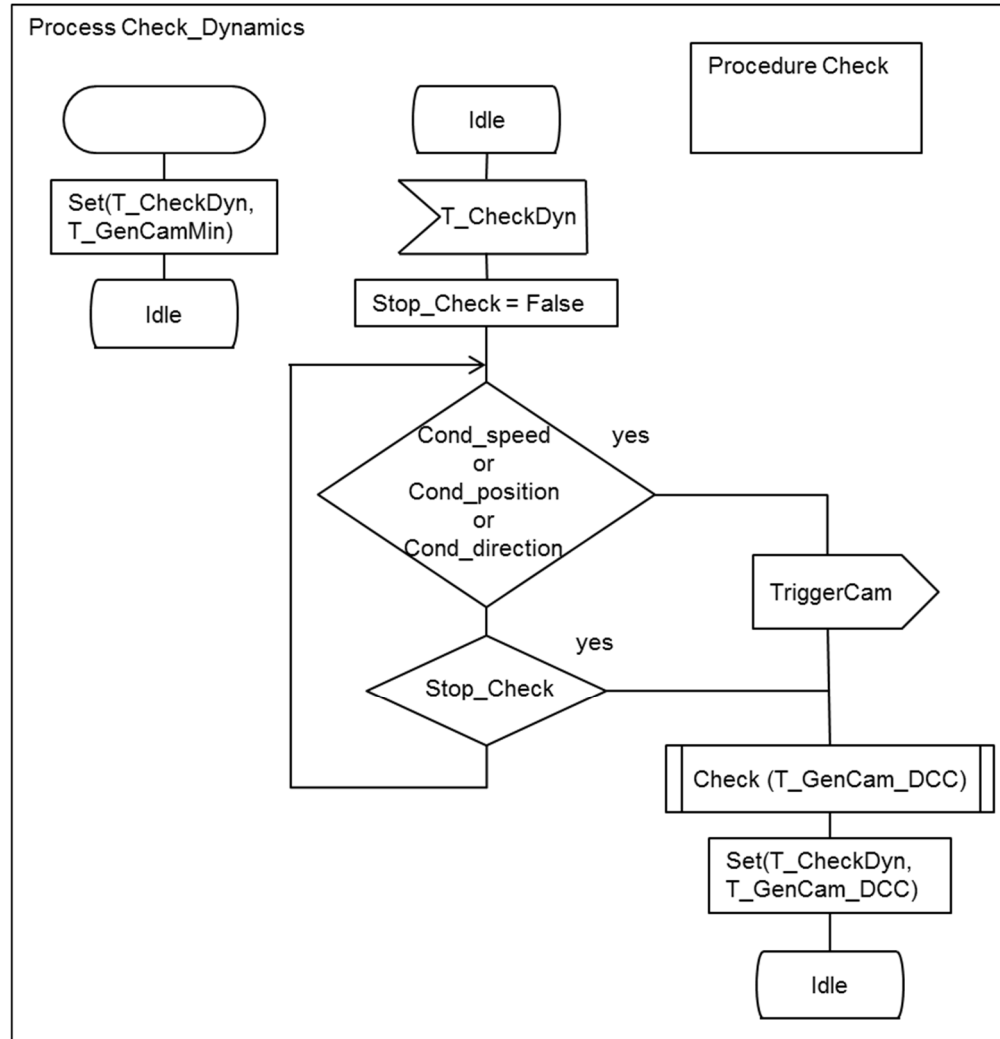 Process Check_Dynamics
Procedure Check
Idle
Set(T_CheckDyn,
T_GenCamMin)
T_CheckDyn
Idle
Stop_Check = False
Cond_speed
or
Cond_position
or
Cond_direction
yes
TriggerCam
yes
Stop_Check
Check (T_GenCam_DCC)
Set(T_CheckDyn,
T_GenCam_DCC)
Idle